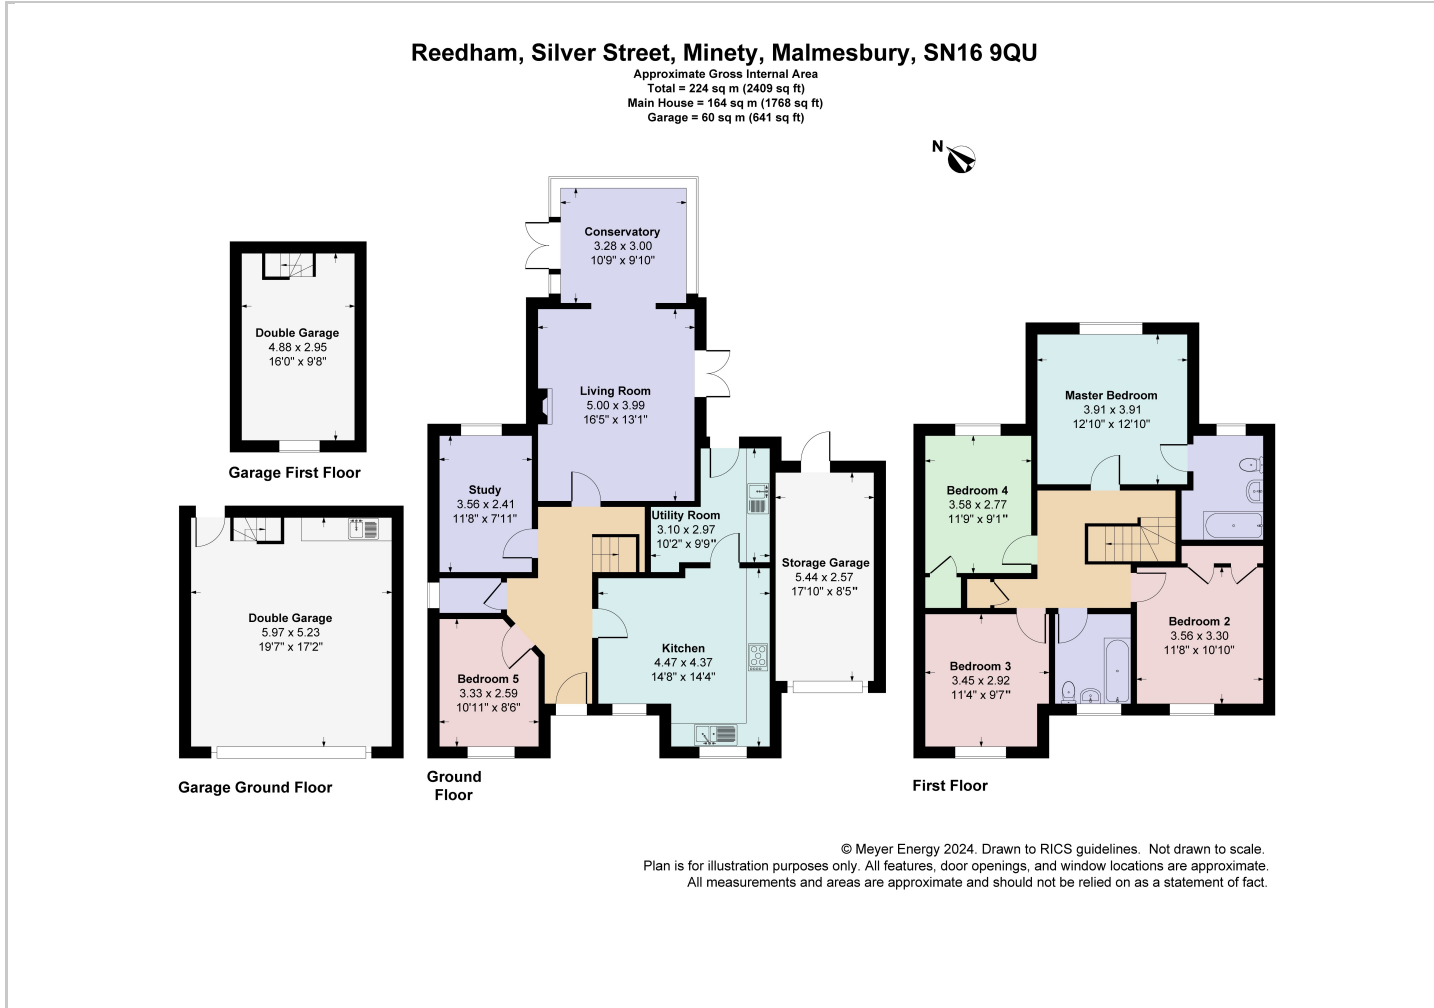 Reedham, Silver Street, Minety, Malmesbury, SN16 9QU
Approximate Gross Internal Area
Total = 224 sq m (2409 sq ft)
Main House = 164 sq m (1768 sq ft)
Garage = 60 sq m (641 sq ft)
N
Conservatory
3.28 x 3.00
10'9" x 9'10"
Double Garage
4.88 x 2.95
16'0" x 9'8"
Garage First Floor
Living Room
5.00 x 3.99
16'5" x 13'1"
Study
3.56 x 2.41
11'8" x 7'11"
Utility Room
3.10 x 2.97
10'2" x 9'9"
Storage Garage
5.44 x 2.57
17'10" x 8'5"
Double Garage
5.97 x 5.23
19'7" x 17'2"
Garage Ground Floor
Kitchen
4.47 x 4.37
14'8" x 14'4"
Bedroom 5
3.33 x 2.59
10'11" x 8'6"
Ground
Floor
Master Bedroom
3.91 x 3.91
12'10" x 12'10"
Bedroom 4
3.58 x 2.77
11'9" x 9'1"
Bedroom 2
3.56 x 3.30
11'8" x 10'10"
Bedroom 3
3.45 x 2.92
11'4" x 9'7"
First Floor
© Meyer Energy 2024. Drawn to RICS guidelines. Not drawn to scale.
Plan is for illustration purposes only. All features, door openings, and window locations are approximate.
All measurements and areas are approximate and should not be relied on as a statement of fact.